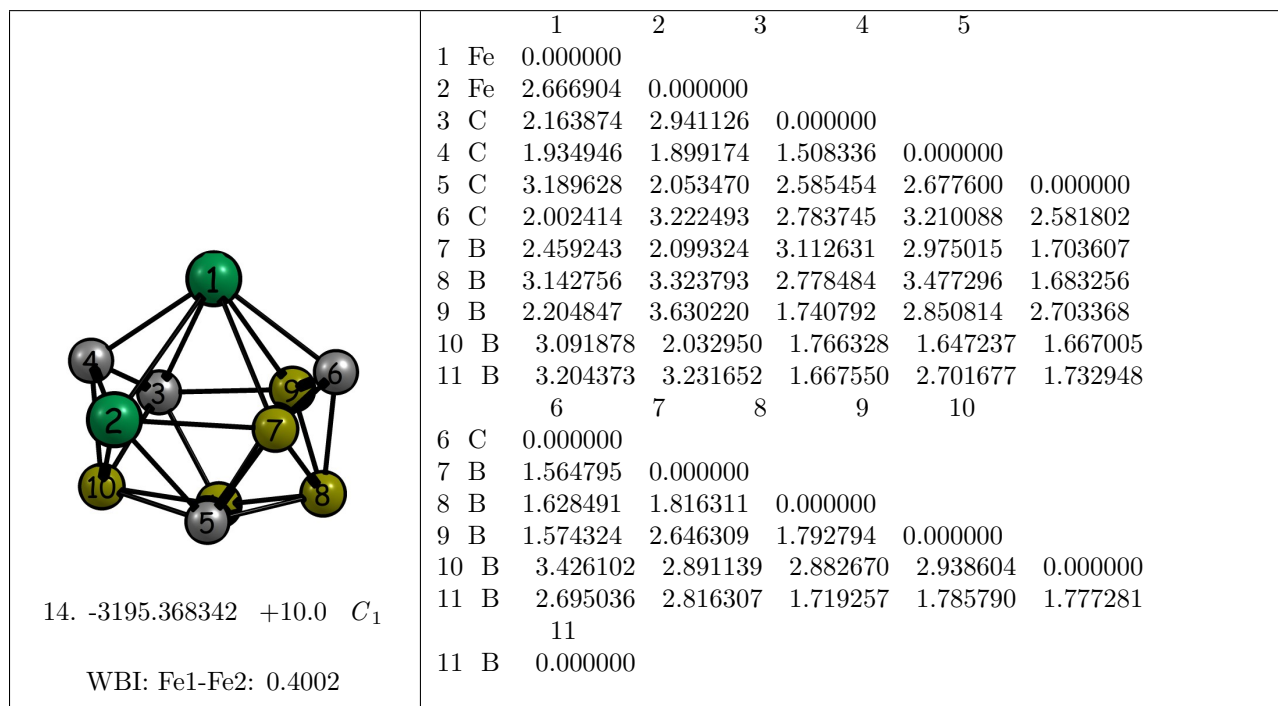 1
4
3
9
6
2
7
10
8
5
14. -3195.368342 +10.0 C1
WBI: Fe1-Fe2: 0.4002
1 2 3 4 5
1 Fe 0.000000
2 Fe 2.666904 0.000000
3 C 2.163874 2.941126 0.000000
4 C 1.934946 1.899174 1.508336 0.000000
5 C 3.189628 2.053470 2.585454 2.677600 0.000000
6 C 2.002414 3.222493 2.783745 3.210088 2.581802
7 B 2.459243 2.099324 3.112631 2.975015 1.703607
8 B 3.142756 3.323793 2.778484 3.477296 1.683256
9 B 2.204847 3.630220 1.740792 2.850814 2.703368
10 B 3.091878 2.032950 1.766328 1.647237 1.667005
11 B 3.204373 3.231652 1.667550 2.701677 1.732948
6 7 8 9 10
6 C 0.000000
7 B 1.564795 0.000000
8 B 1.628491 1.816311 0.000000
9 B 1.574324 2.646309 1.792794 0.000000
10 B 3.426102 2.891139 2.882670 2.938604 0.000000
11 B 2.695036 2.816307 1.719257 1.785790 1.777281
11
11 B 0.000000